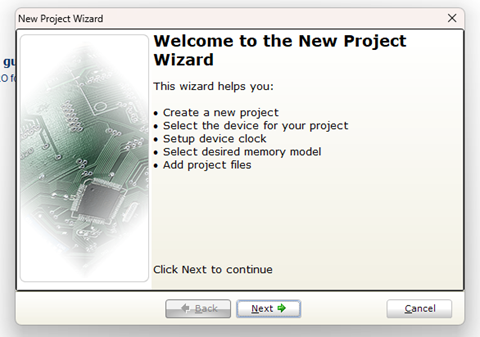 New Project Wizard
Welcome to the New Project
Wizard
This wizard helps you:
• Create a new project
• Select the device for your project
• Setup device clock
• Select desired memory model
• Add project files
Click Next to continue
Back
Next
Cancel